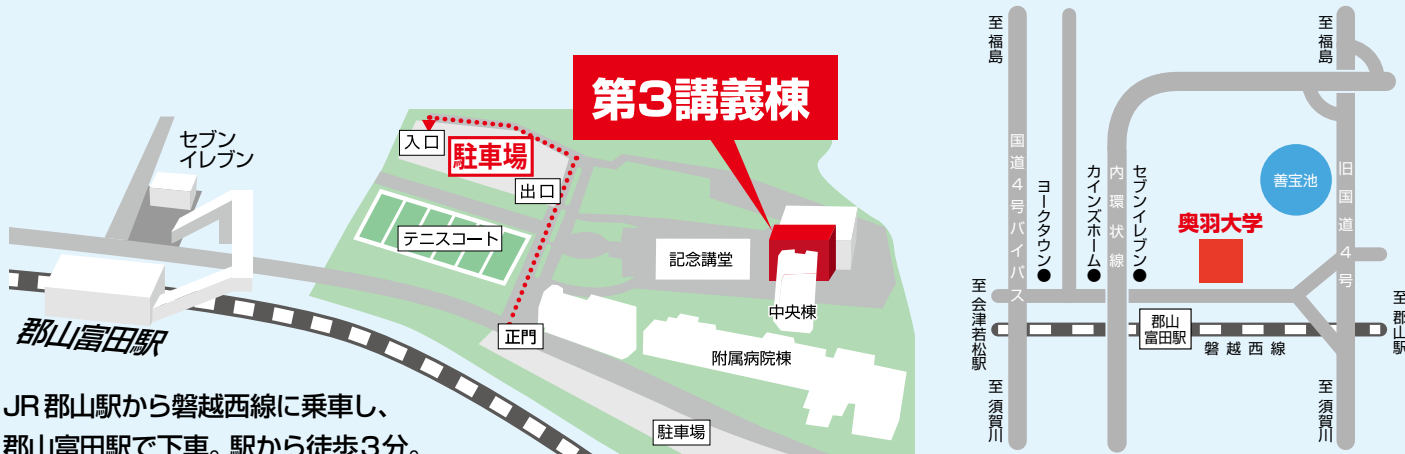 第3講義棟
セブン
イレブン
入口
駐車場
出口
テニスコート
記念講堂
中央棟
正門
附属病院棟
駐車場
郡山富田駅
JR郡山駅から磐越西線に乗車し、
郡山富田駅で下車。駅から徒歩3分。
至福島
至福島
国道4号バイパス
ヨークタウン
カインズホーム
内環状線
セブンイレブン
奥羽大学
善宝池
旧国道4号
至会津若松駅
郡山
富田駅
磐越西線
至郡山駅
至須賀川
至須賀川